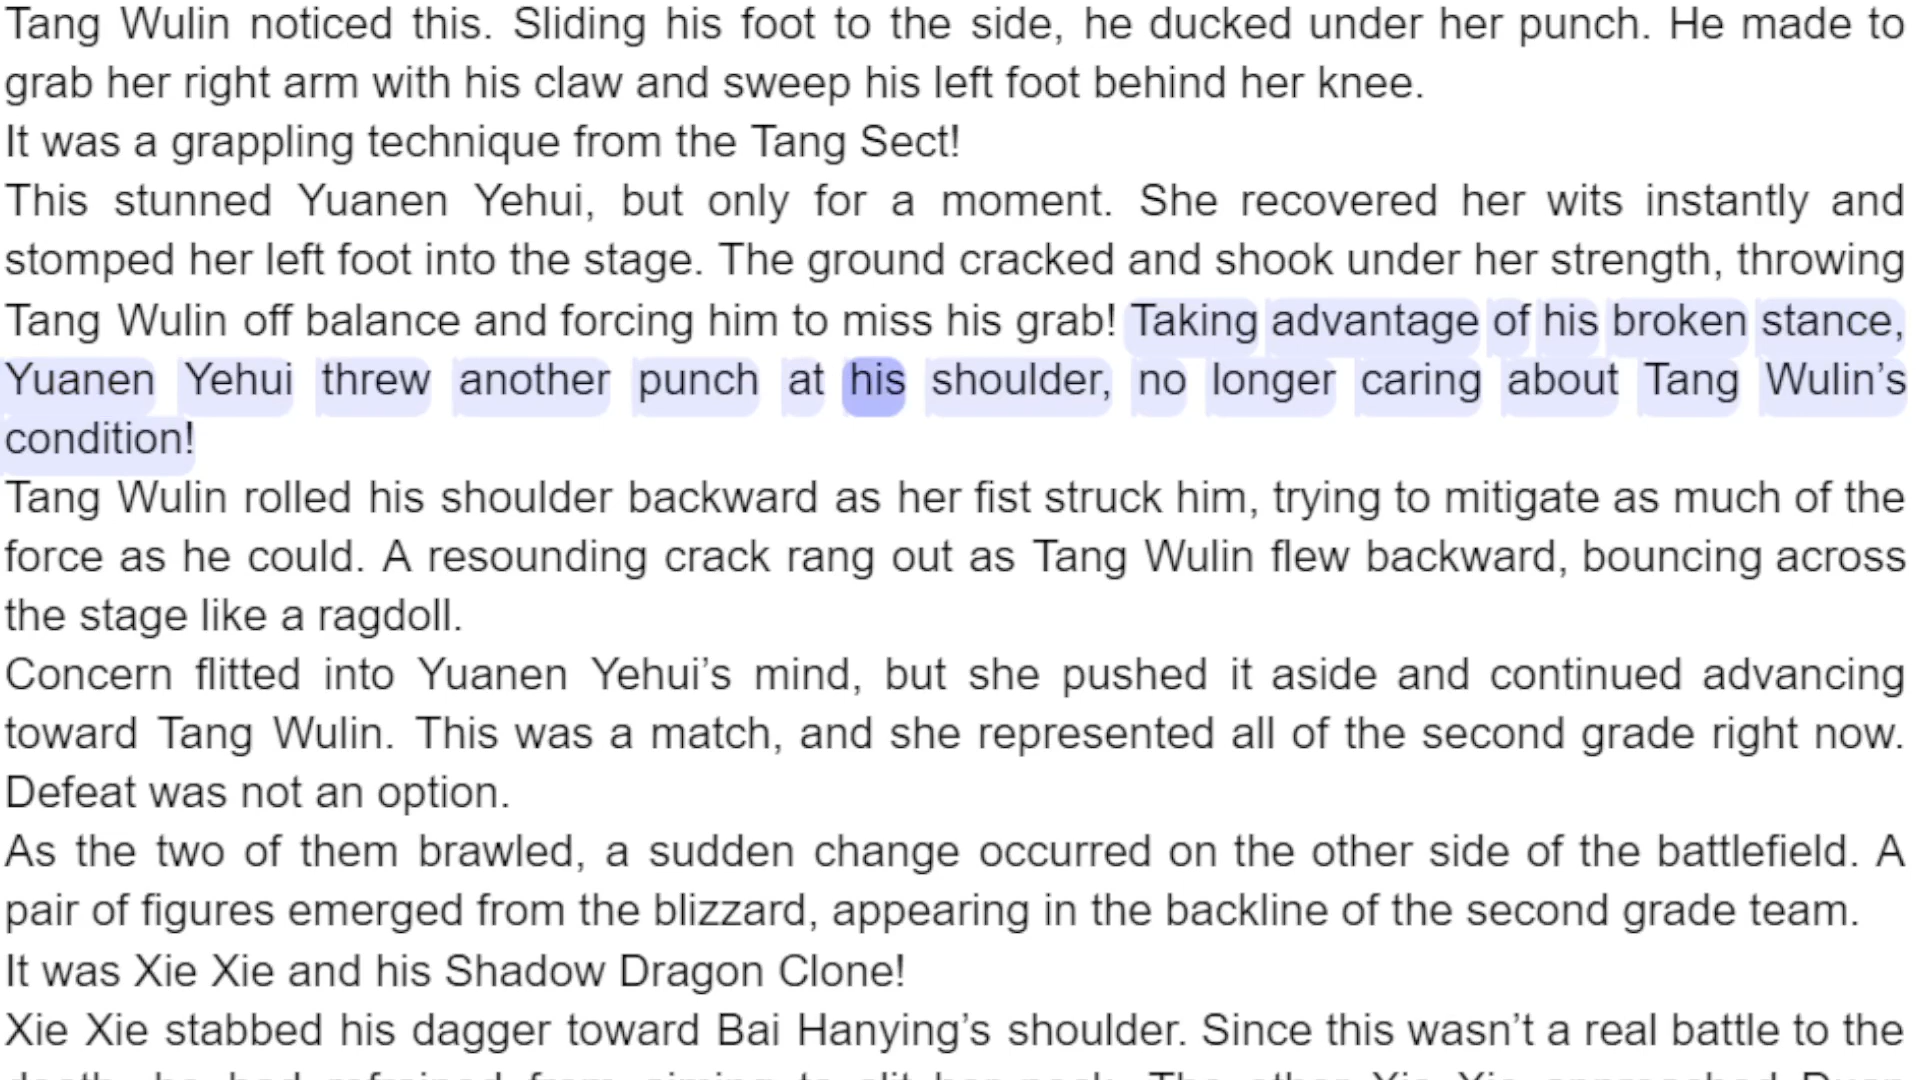 Tang Wulin noticed this. Sliding his foot to the side, he ducked under her punch. He made to
grab her right arm with his claw and sweep his left foot behind her knee.
It was a grappling technique from the Tang Sect!
This stunned Yuanen Yehui, but only for a moment. She recovered her wits instantly and
stomped her left foot into the stage. The ground cracked and shook under her strength, throwing
Tang Wulin off balance and forcing him to miss his grab! Taking advantage of his broken stance,
Yuanen Yehui threw another punch at his shoulder, no longer caring about Tang Wulin’s
condition!
Tang Wulin rolled his shoulder backward as her fist struck him, trying to mitigate as much of the
force as he could. A resounding crack rang out as Tang Wulin flew backward, bouncing across
the stage like a ragdoll.
Concern flitted into Yuanen Yehui’s mind, but she pushed it aside and continued advancing
toward Tang Wulin. This was a match, and she represented all of the second grade right now.
Defeat was not an option.
As the two of them brawled, a sudden change occurred on the other side of the battlefield. A
pair of figures emerged from the blizzard, appearing in the backline of the second grade team.
It was Xie Xie and his Shadow Dragon Clone!
Xie Xie stabbed his dagger toward Bai Hanying’s shoulder. Since this wasn’t a real battle to the